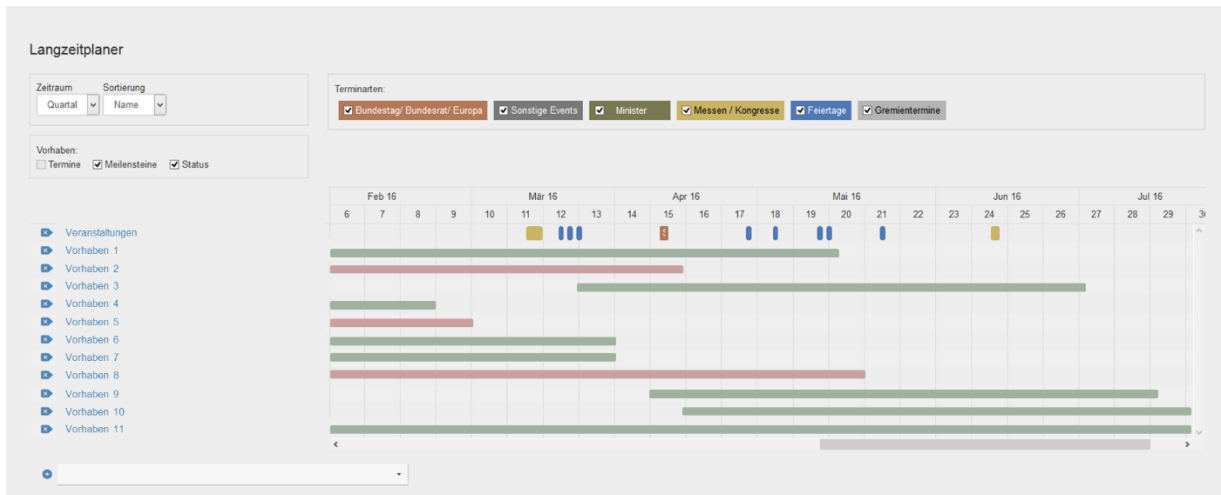 Langzeitplaner
Zeitraum Sortierung
Quartal Name
Terminarten:
Bundestag/ Bundesrat/ Europa Sonstige Events Minister Messen / Kongresse Feiertage Gremientermine
Vorhaben:
Termine Meilensteine Status
Feb 16 Mär 16 Apr 16 Mai 16 Jun 16 Jul 16
6 7 8 9 10 11 12 13 14 15 16 17 18 19 20 21 22 23 24 25 26 27 28 29
Veranstaltungen
Vorhaben 1
Vorhaben 2
Vorhaben 3
Vorhaben 4
Vorhaben 5
Vorhaben 6
Vorhaben 7
Vorhaben 8
Vorhaben 9
Vorhaben 10
Vorhaben 11